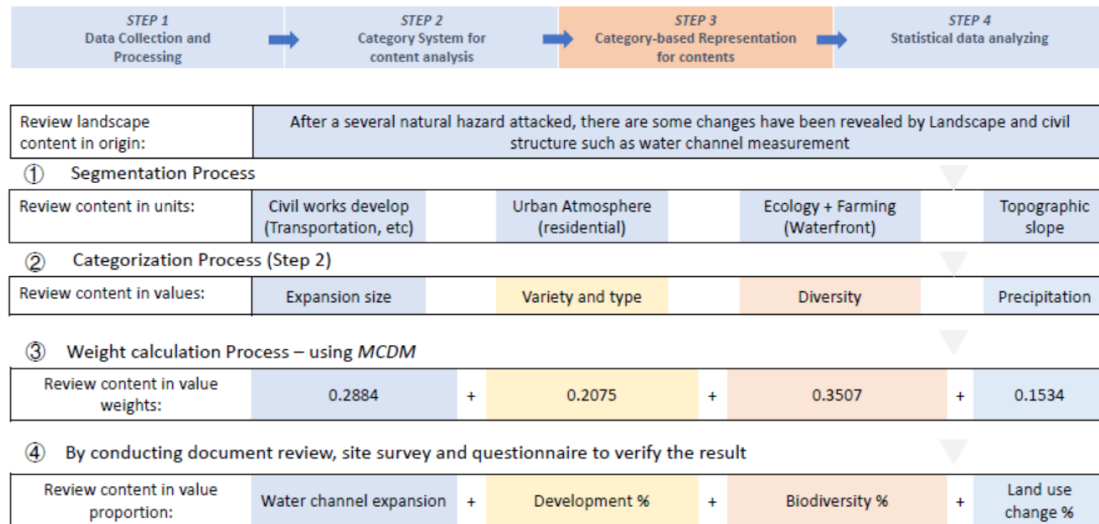 STEP 1
Data Collection and
Processing
STEP 2
Category System for
content analysis
STEP 3
Category-based Representation
for contents
STEP 4
Statistical data analyzing
Review landscape
content in origin:
After a several natural hazard attacked, there are some changes have been revealed by Landscape and civil
structure such as water channel measurement
① Segmentation Process
Review content in units:
Civil works develop
(Transportation, etc)
Urban Atmosphere
(residential)
Ecology + Farming
(Waterfront)
Topographic
slope
② Categorization Process (Step 2)
Review content in values:
Expansion size
Variety and type
Diversity
Precipitation
③ Weight calculation Process – using MCDM
Review content in value
weights:
0.2884 + 0.2075 + 0.3507 + 0.1534
④ By conducting document review, site survey and questionnaire to verify the result
Review content in value
proportion:
Water channel expansion + Development % + Biodiversity % +
Land use
change %